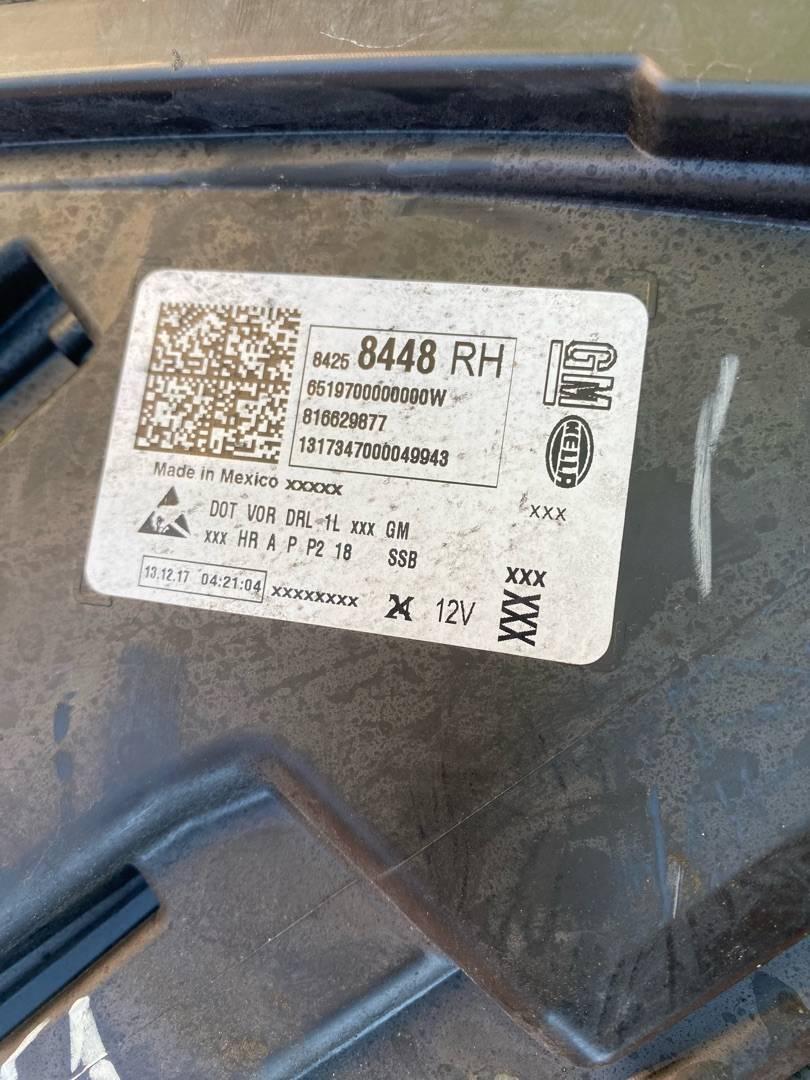 8425 8448 RH
6519700000000W
816629877
1317347000049943
GM
HELLA
Made in Mexico xxxxx
XXX
DOT VOR DRL 1L xxx GM
xxx HR A P P2 18 SSB
13.12.17 04:21:04
xxxxxxxx
12V
XXX
XXX